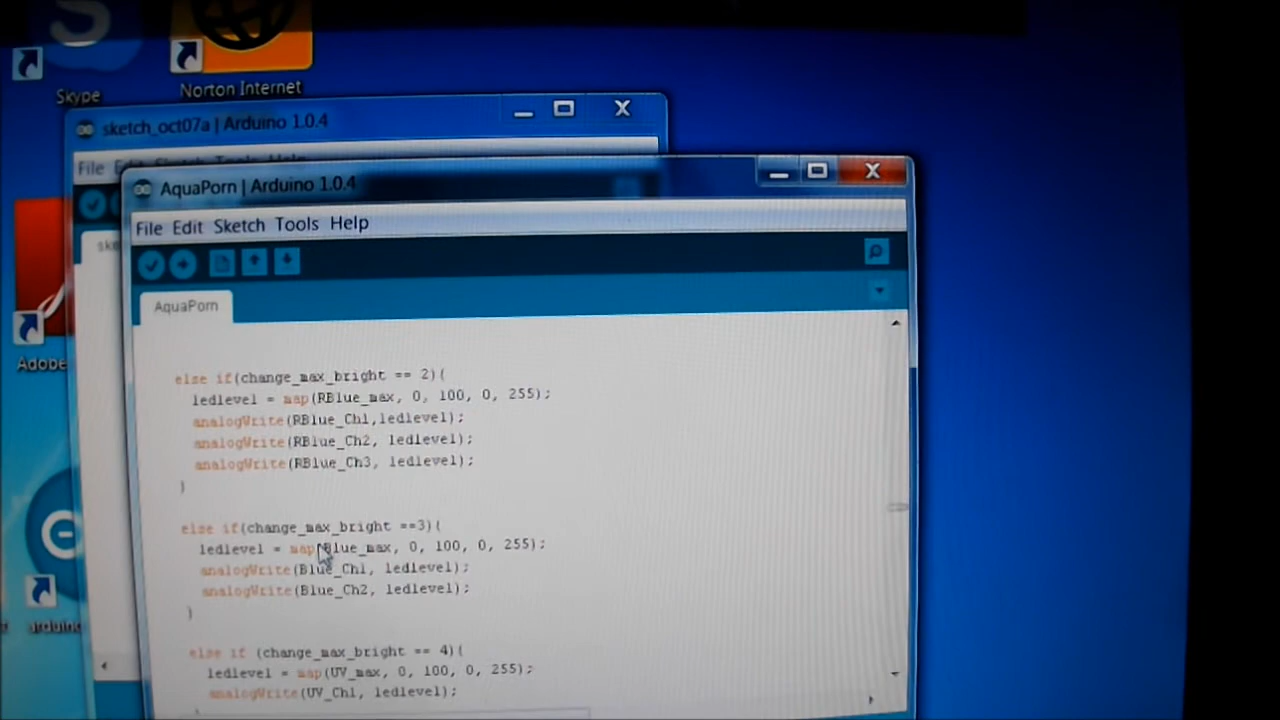 Skype
Norton Internet
sketch_oct07a | Arduino 1.0.4
File Edit Sketch Tools Help
AquaPorn | Arduino 1.0.4
File Edit Sketch Tools Help
ske
AquaPorn
else if(change_max_bright == 2){
ledlevel = map(RBlue_max, 0, 100, 0, 255);
analogWrite(RBlue_Ch1,ledlevel);
analogWrite(RBlue_Ch2, ledlevel);
analogWrite(RBlue_Ch3, ledlevel);
}
else if(change_max_bright ==3){
ledlevel = map(Blue_max, 0, 100, 0, 255);
analogWrite(Blue_Ch1, ledlevel);
analogWrite(Blue_Ch2, ledlevel);
}
else if (change_max_bright == 4){
ledlevel = map(UV_max, 0, 100, 0, 255);
analogWrite(UV_Ch1, ledlevel);
Adobe
arduino